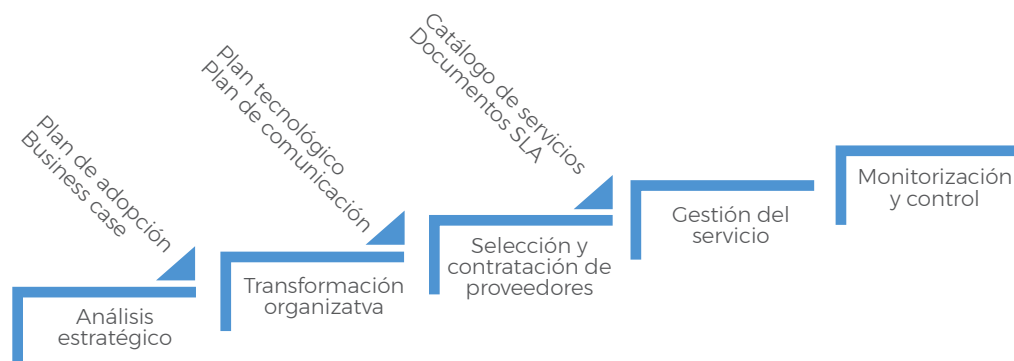 Plan de adopción
Business case
Análisis
estratégico
Plan tecnológico
Plan de comunicación
Transformación
organizatva
Catálogo de servicios
Documentos SLA
Selección y
contratación de
proveedores
Gestión del
servicio
Monitorización
y control